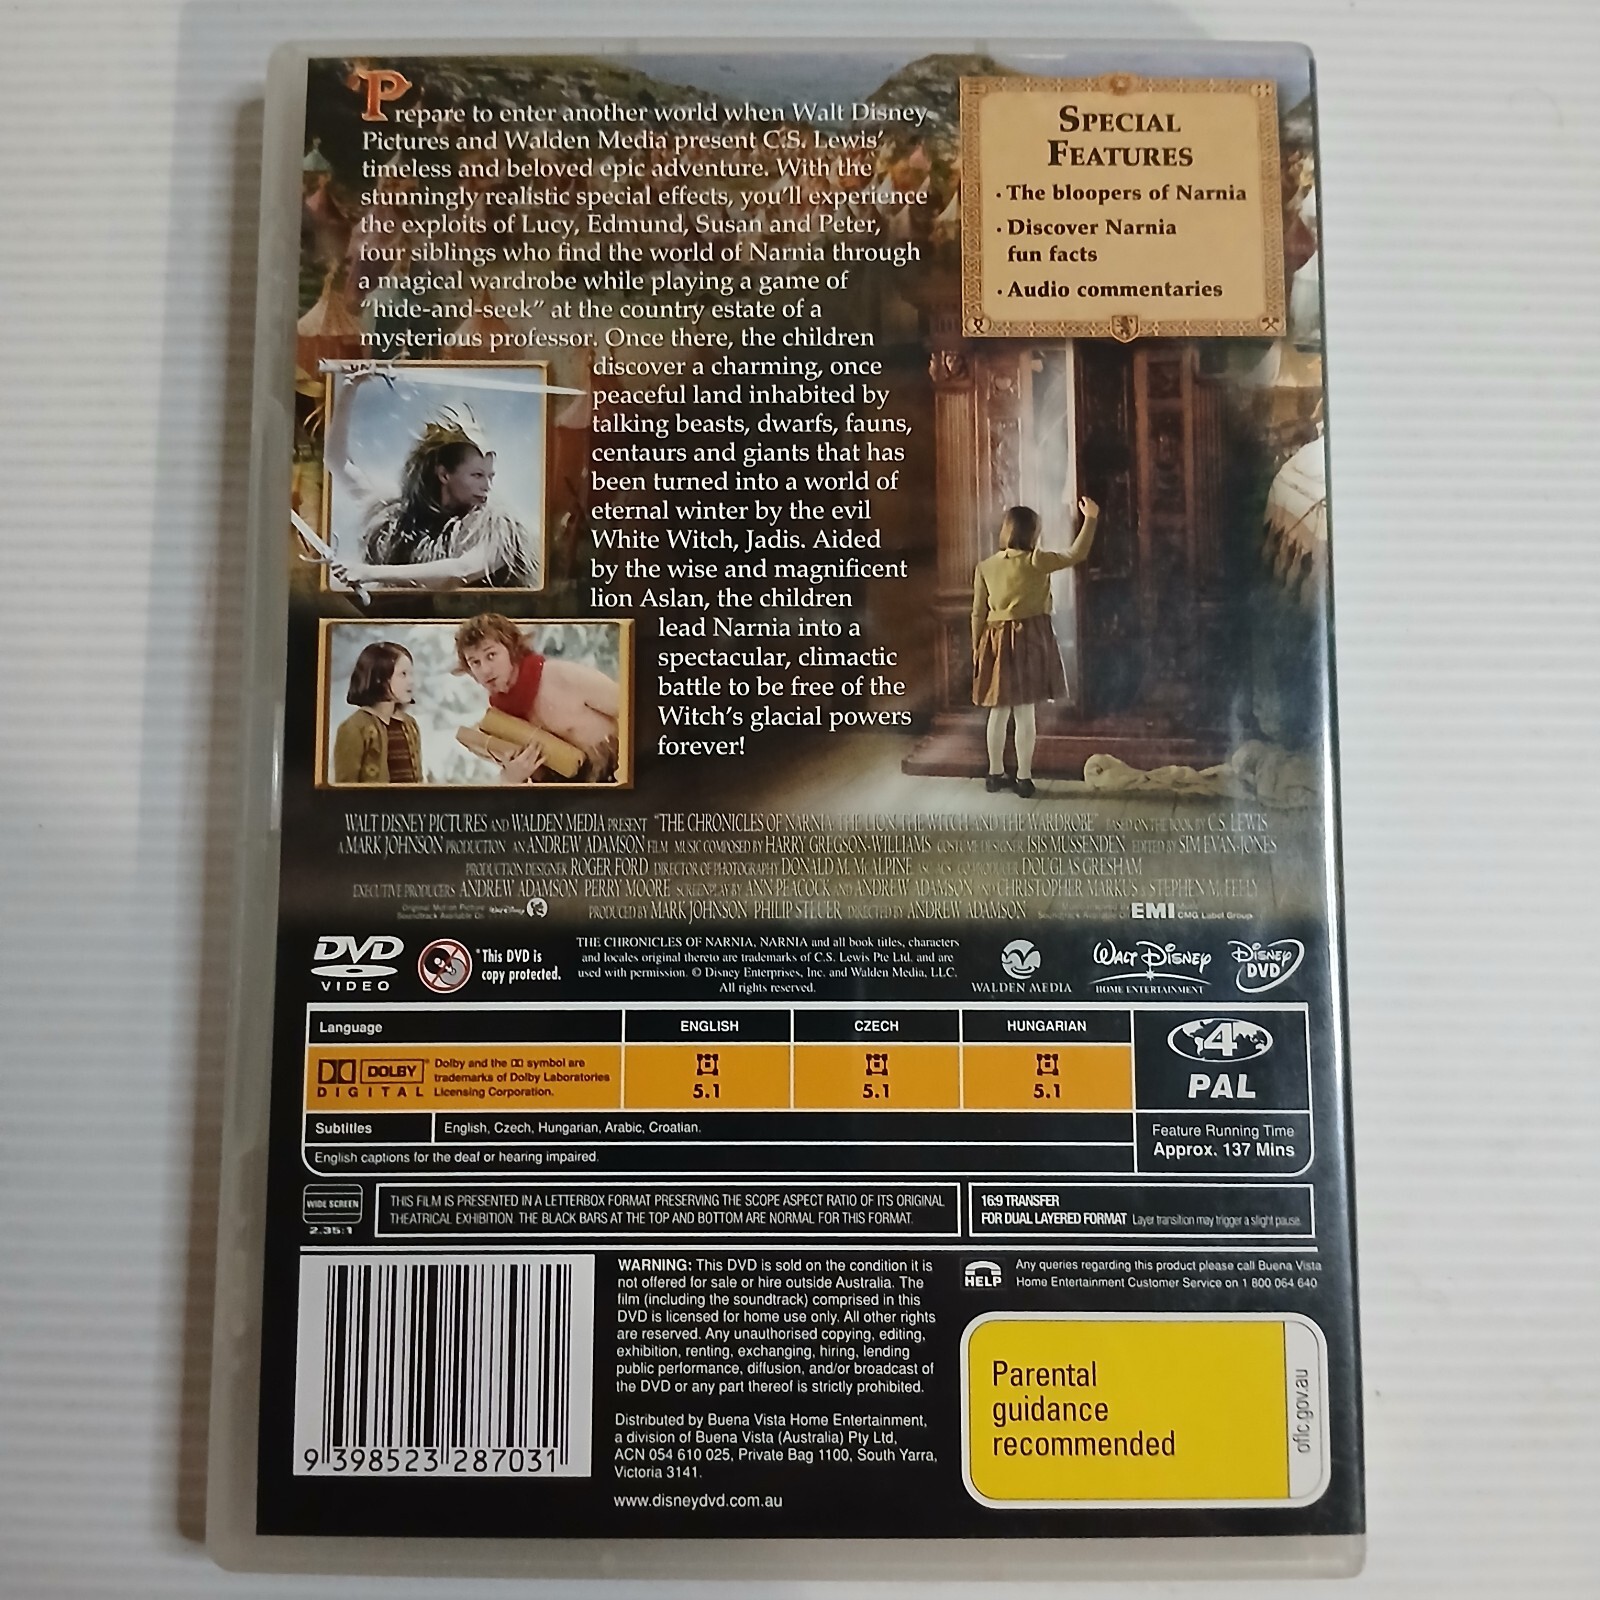 Prepare to enter another world when Walt Disney
Pictures and Walden Media present C.S. Lewis'
timeless and beloved epic adventure. With the
stunningly realistic special effects, you'll experience
the exploits of Lucy, Edmund, Susan and Peter,
four siblings who find the world of Narnia through
a magical wardrobe while playing a game of
"hide-and-seek" at the country estate of a
mysterious professor. Once there, the children
discover a charming, once
peaceful land inhabited by
talking beasts, dwarfs, fauns,
centaurs and giants that has
been turned into a world of
eternal winter by the evil
White Witch, Jadis. Aided
by the wise and magnificent
lion Aslan, the children
lead Narnia into a
spectacular, climactic
battle to be free of the
Witch's glacial powers
forever!
SPECIAL
FEATURES
· The bloopers of Narnia
· Discover Narnia
fun facts
· Audio commentaries
WALT DISNEY PICTURES AND WALDEN MEDIA PRESENT "THE CHRONICLES OF NARNIA: THE LION, THE WITCH AND THE WARDROBE" BASED ON THE BOOK BY C.S. LEWIS
A MARK JOHNSON PRODUCTION AN ANDREW ADAMSON FILM MUSIC COMPOSED BY HARRY GREGSON-WILLIAMS COSTUME DESIGNER ISIS MUSSENDEN EDITED BY SIM EVAN-JONES
PRODUCTION DESIGNER ROGER FORD DIRECTOR OF PHOTOGRAPHY DONALD M. McALPINE ASC ACS CO-PRODUCER DOUGLAS GRESHAM
EXECUTIVE PRODUCERS ANDREW ADAMSON PERRY MOORE SCREENPLAY BY ANN PEACOCK AND ANDREW ADAMSON AND CHRISTOPHER MARKUS & STEPHEN McFEELY
PRODUCED BY MARK JOHNSON PHILIP STEUER DIRECTED BY ANDREW ADAMSON
Original Motion Picture
Soundtrack Available On Walt Disney
Soundtrack Available On EMI CMG Label Group
DVD
VIDEO
*This DVD is
copy protected.
THE CHRONICLES OF NARNIA, NARNIA and all book titles, characters
and locales original thereto are trademarks of C.S. Lewis Pte Ltd. and are
used with permission. © Disney Enterprises, Inc. and Walden Media, LLC.
All rights reserved.
WALDEN MEDIA
WALT DISNEY
HOME ENTERTAINMENT
DISNEY
DVD
Language ENGLISH CZECH HUNGARIAN
DOLBY
DIGITAL
Dolby and the DD symbol are
trademarks of Dolby Laboratories
Licensing Corporation.
5.1 5.1 5.1
4
PAL
Subtitles English, Czech, Hungarian, Arabic, Croatian.
English captions for the deaf or hearing impaired.
Feature Running Time
Approx. 137 Mins
WIDE SCREEN
2.35:1
THIS FILM IS PRESENTED IN A LETTERBOX FORMAT PRESERVING THE SCOPE ASPECT RATIO OF ITS ORIGINAL
THEATRICAL EXHIBITION. THE BLACK BARS AT THE TOP AND BOTTOM ARE NORMAL FOR THIS FORMAT.
16:9 TRANSFER
FOR DUAL LAYERED FORMAT Layer transition may trigger a slight pause.
9 398523 287031
WARNING: This DVD is sold on the condition it is
not offered for sale or hire outside Australia. The
film (including the soundtrack) comprised in this
DVD is licensed for home use only. All other rights
are reserved. Any unauthorised copying, editing,
exhibition, renting, exchanging, hiring, lending
public performance, diffusion, and/or broadcast of
the DVD or any part thereof is strictly prohibited.
Distributed by Buena Vista Home Entertainment,
a division of Buena Vista (Australia) Pty Ltd,
ACN 054 610 025, Private Bag 1100, South Yarra,
Victoria 3141.
www.disneydvd.com.au
HELP
Any queries regarding this product please call Buena Vista
Home Entertainment Customer Service on 1 800 064 640
Parental
guidance
recommended
oflc.gov.au